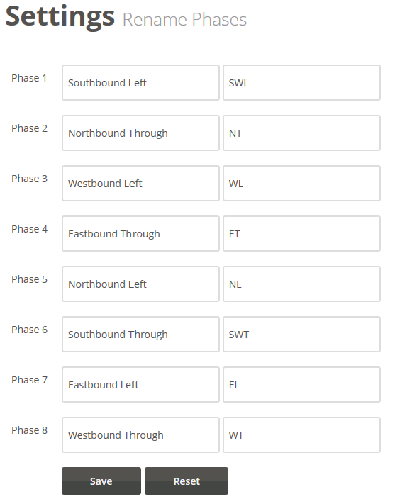 Settings Rename Phases
Phase 1 Southbound Left SWL
Phase 2 Northbound Through NT
Phase 3 Westbound Left WL
Phase 4 Eastbound Through ET
Phase 5 Northbound Left NL
Phase 6 Southbound Through SWT
Phase 7 Eastbound Left EL
Phase 8 Westbound Through WT
Save Reset